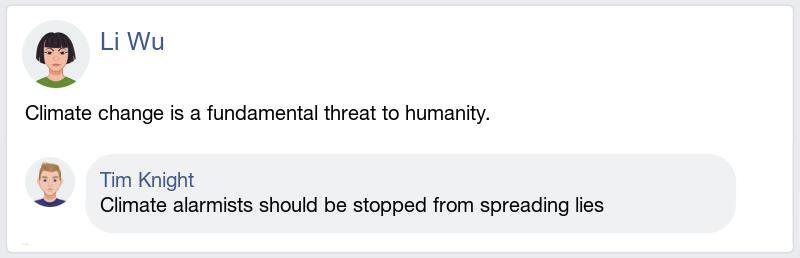 Li Wu
Climate change is a fundamental threat to humanity.
Tim Knight
Climate alarmists should be stopped from spreading lies